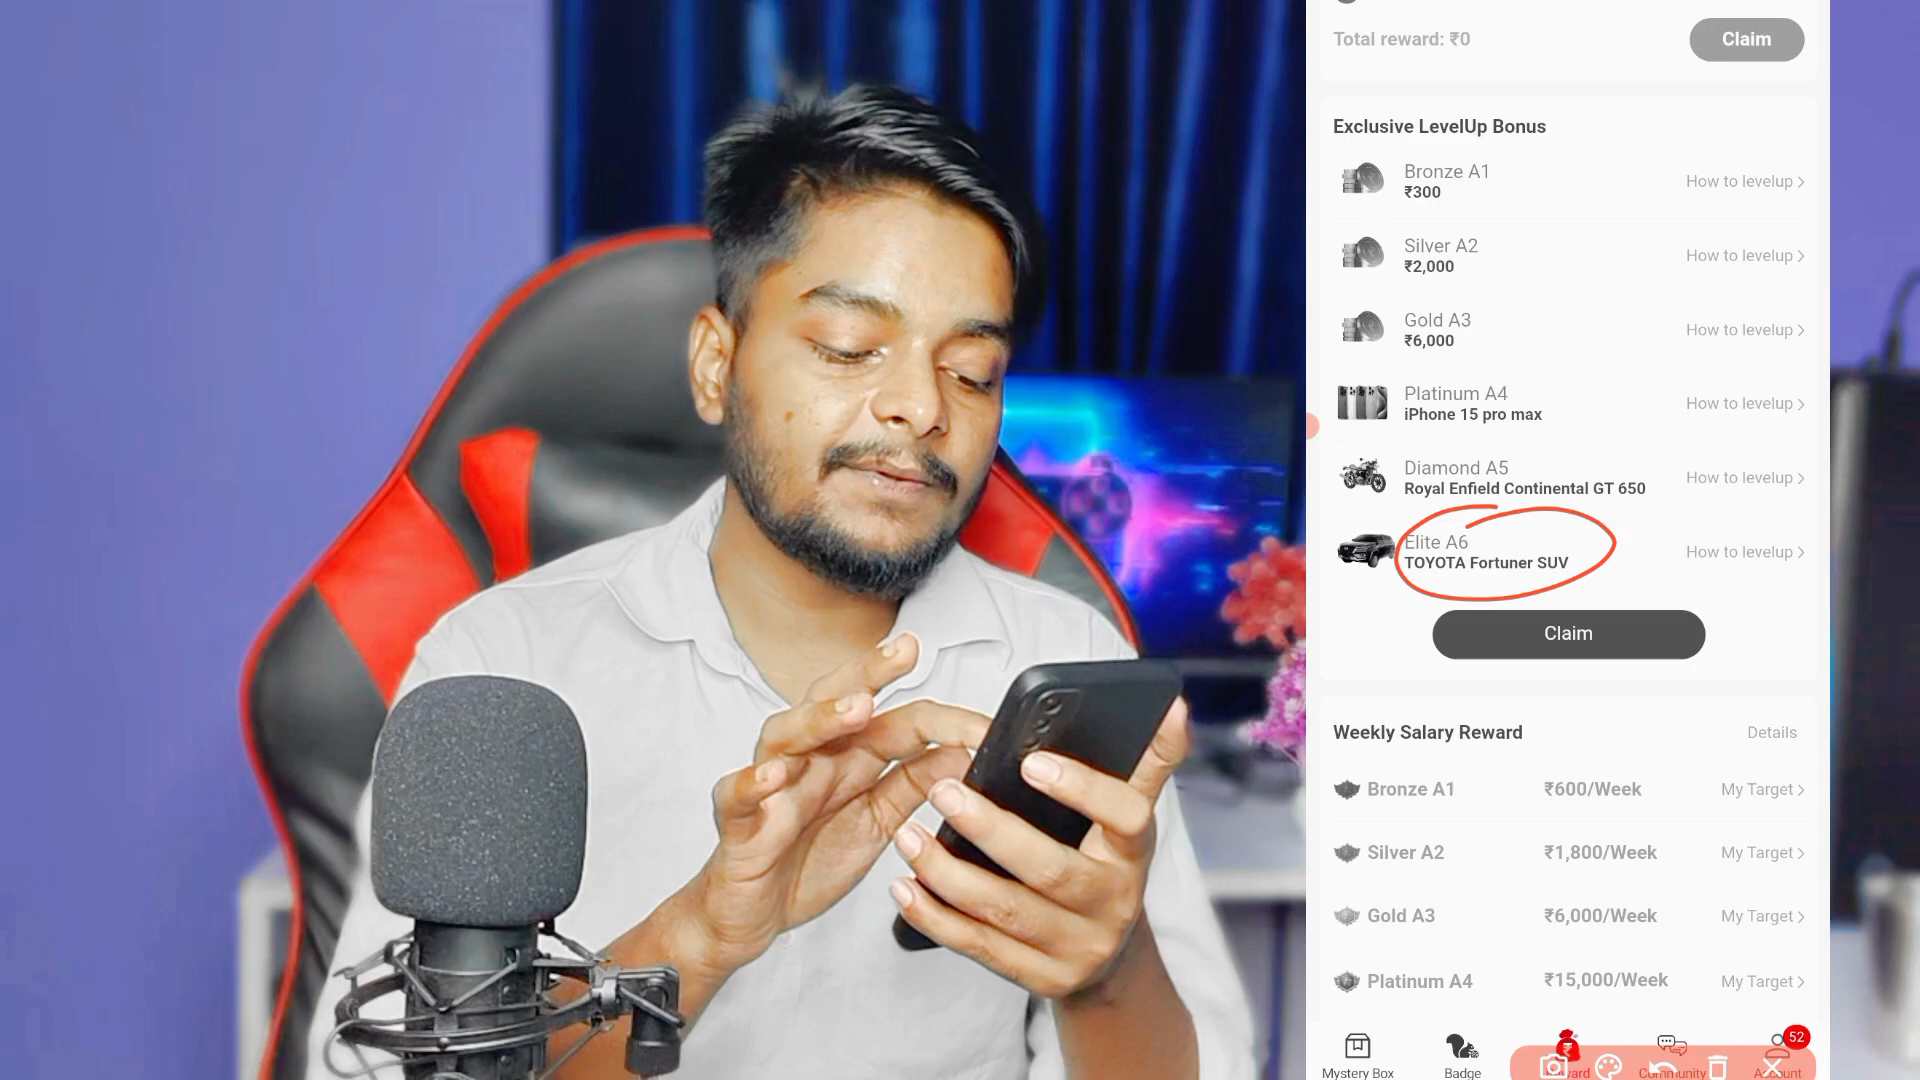 Total reward: ₹0
Claim
Exclusive LevelUp Bonus
Bronze A1
₹300
How to levelup >
Silver A2
₹2,000
How to levelup >
Gold A3
₹6,000
How to levelup >
Platinum A4
iPhone 15 pro max
How to levelup >
Diamond A5
Royal Enfield Continental GT 650
How to levelup >
Elite A6
TOYOTA Fortuner SUV
How to levelup >
Claim
Weekly Salary Reward
Details
Bronze A1 ₹600/Week My Target >
Silver A2 ₹1,800/Week My Target >
Gold A3 ₹6,000/Week My Target >
Platinum A4 ₹15,000/Week My Target >
52
Mystery Box
Badge
Reward
Community
Account